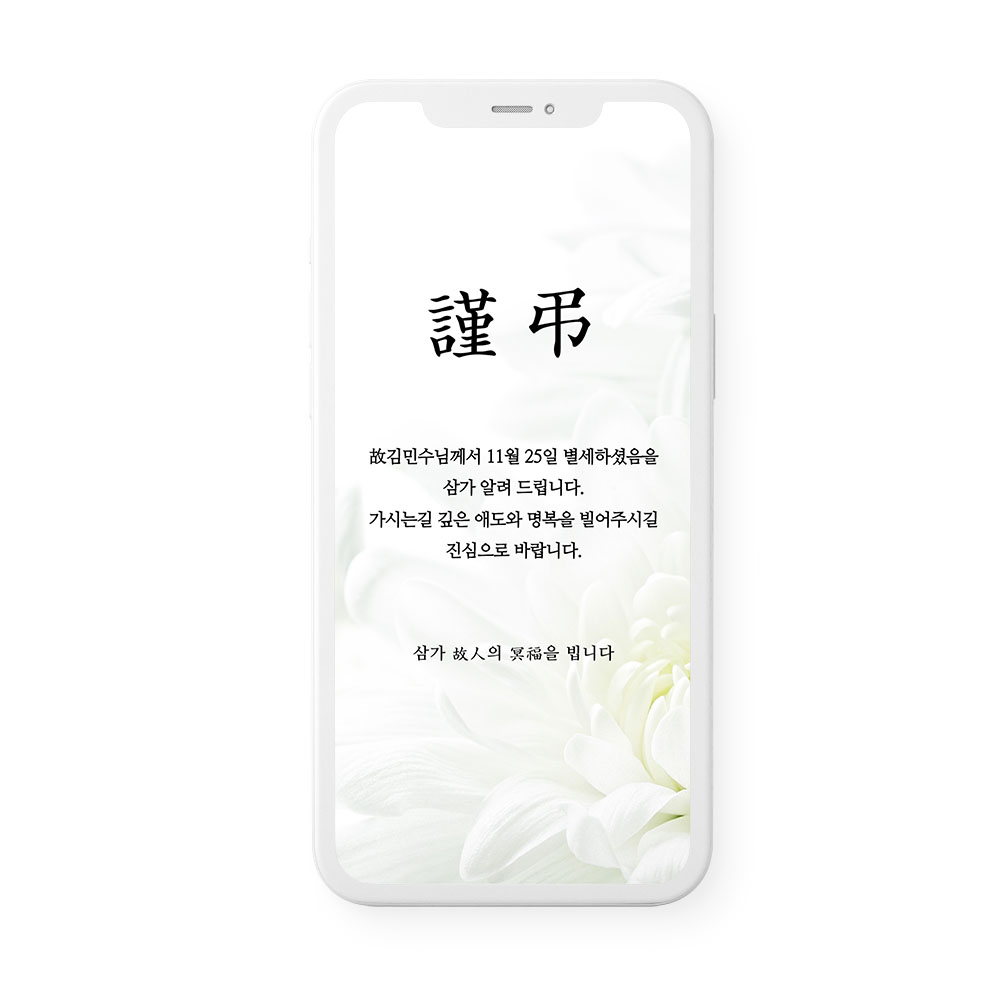 謹弔
故김민수님께서 11월 25일 별세하셨음을
삼가 알려 드립니다.
가시는길 깊은 애도와 명복을 빌어주시길
진심으로 바랍니다.
삼가 故人의 冥福을 빕니다